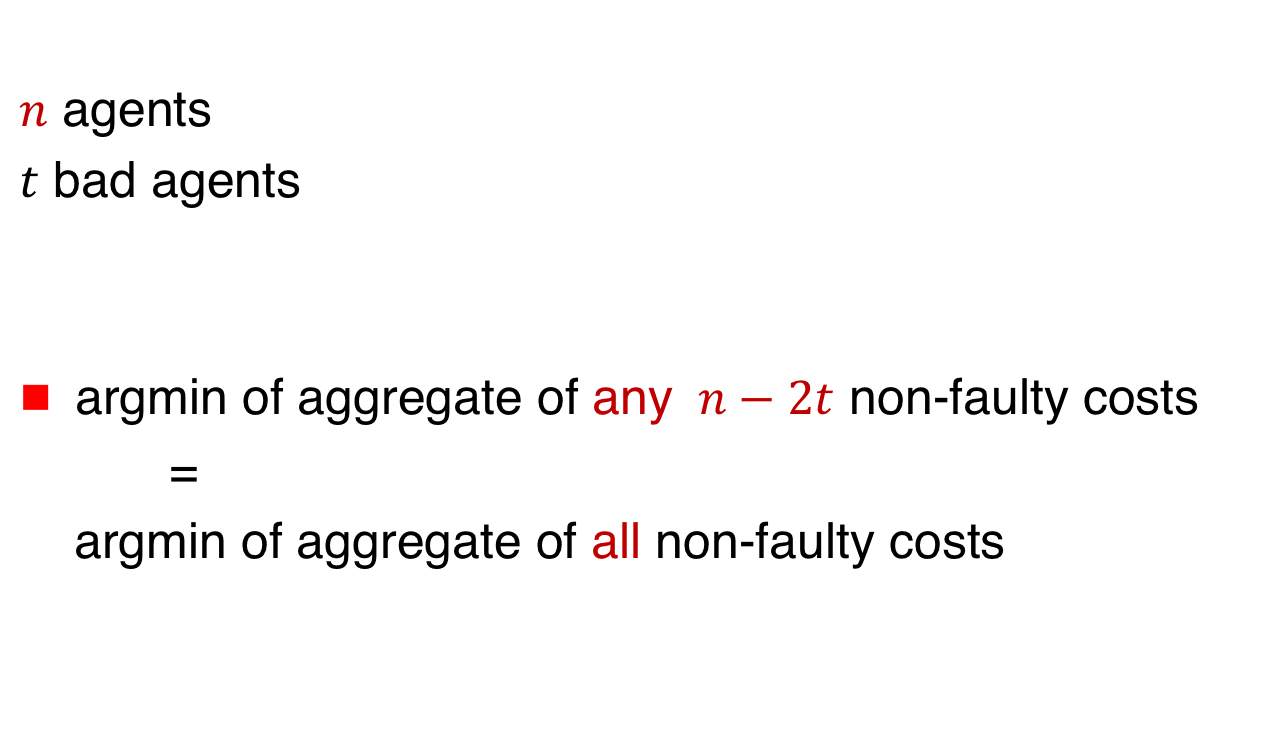 n agents
t bad agents
argmin of aggregate of any n − 2t non-faulty costs
=
argmin of aggregate of all non-faulty costs